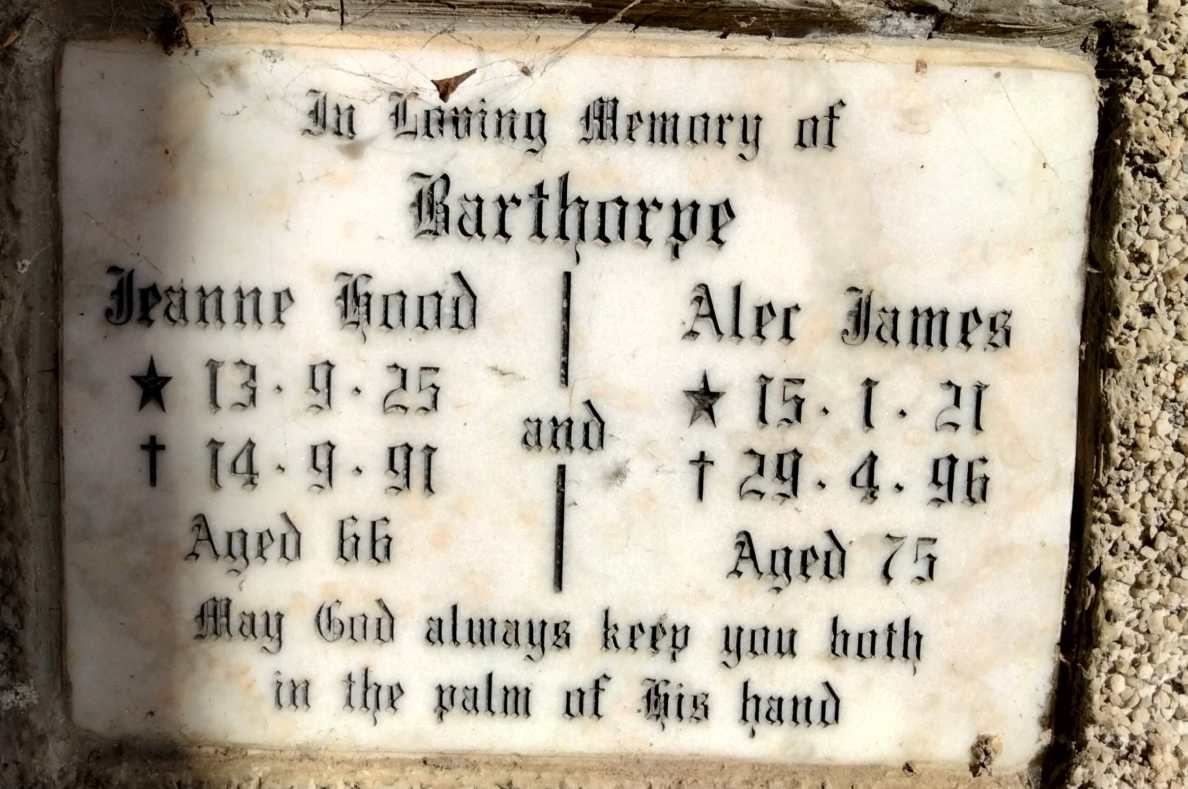 In Loving Memory of
Barthorpe
Jeanne Hood
★ 13 · 9 · 25
† 14 · 9 · 91
Aged 66
and
Alec James
★ 15 · 1 · 21
† 29 · 4 · 96
Aged 75
May God always keep you both
in the palm of His hand